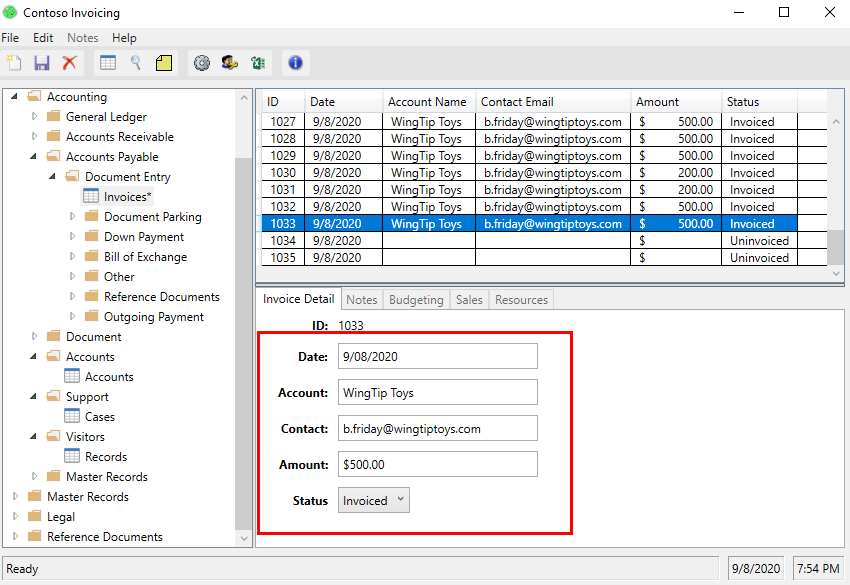 Contoso Invoicing
File Edit Notes Help
Accounting
General Ledger
Accounts Receivable
Accounts Payable
Document Entry
Invoices*
Document Parking
Down Payment
Bill of Exchange
Other
Reference Documents
Outgoing Payment
Document
Accounts
Accounts
Support
Cases
Visitors
Records
Master Records
Master Records
Legal
Reference Documents
ID Date Account Name Contact Email Amount Status
1027 9/8/2020 WingTip Toys b.friday@wingtiptoys.com $ 500.00 Invoiced
1028 9/8/2020 WingTip Toys b.friday@wingtiptoys.com $ 500.00 Invoiced
1029 9/8/2020 WingTip Toys b.friday@wingtiptoys.com $ 500.00 Invoiced
1030 9/8/2020 WingTip Toys b.friday@wingtiptoys.com $ 200.00 Invoiced
1031 9/8/2020 WingTip Toys b.friday@wingtiptoys.com $ 200.00 Invoiced
1032 9/8/2020 WingTip Toys b.friday@wingtiptoys.com $ 500.00 Invoiced
1033 9/8/2020 WingTip Toys b.friday@wingtiptoys.com $ 500.00 Invoiced
1034 9/8/2020 $ Uninvoiced
1035 9/8/2020 $ Uninvoiced
Invoice Detail Notes Budgeting Sales Resources
ID: 1033
Date: 9/08/2020
Account: WingTip Toys
Contact: b.friday@wingtiptoys.com
Amount: $500.00
Status Invoiced
Ready 9/8/2020 7:54 PM